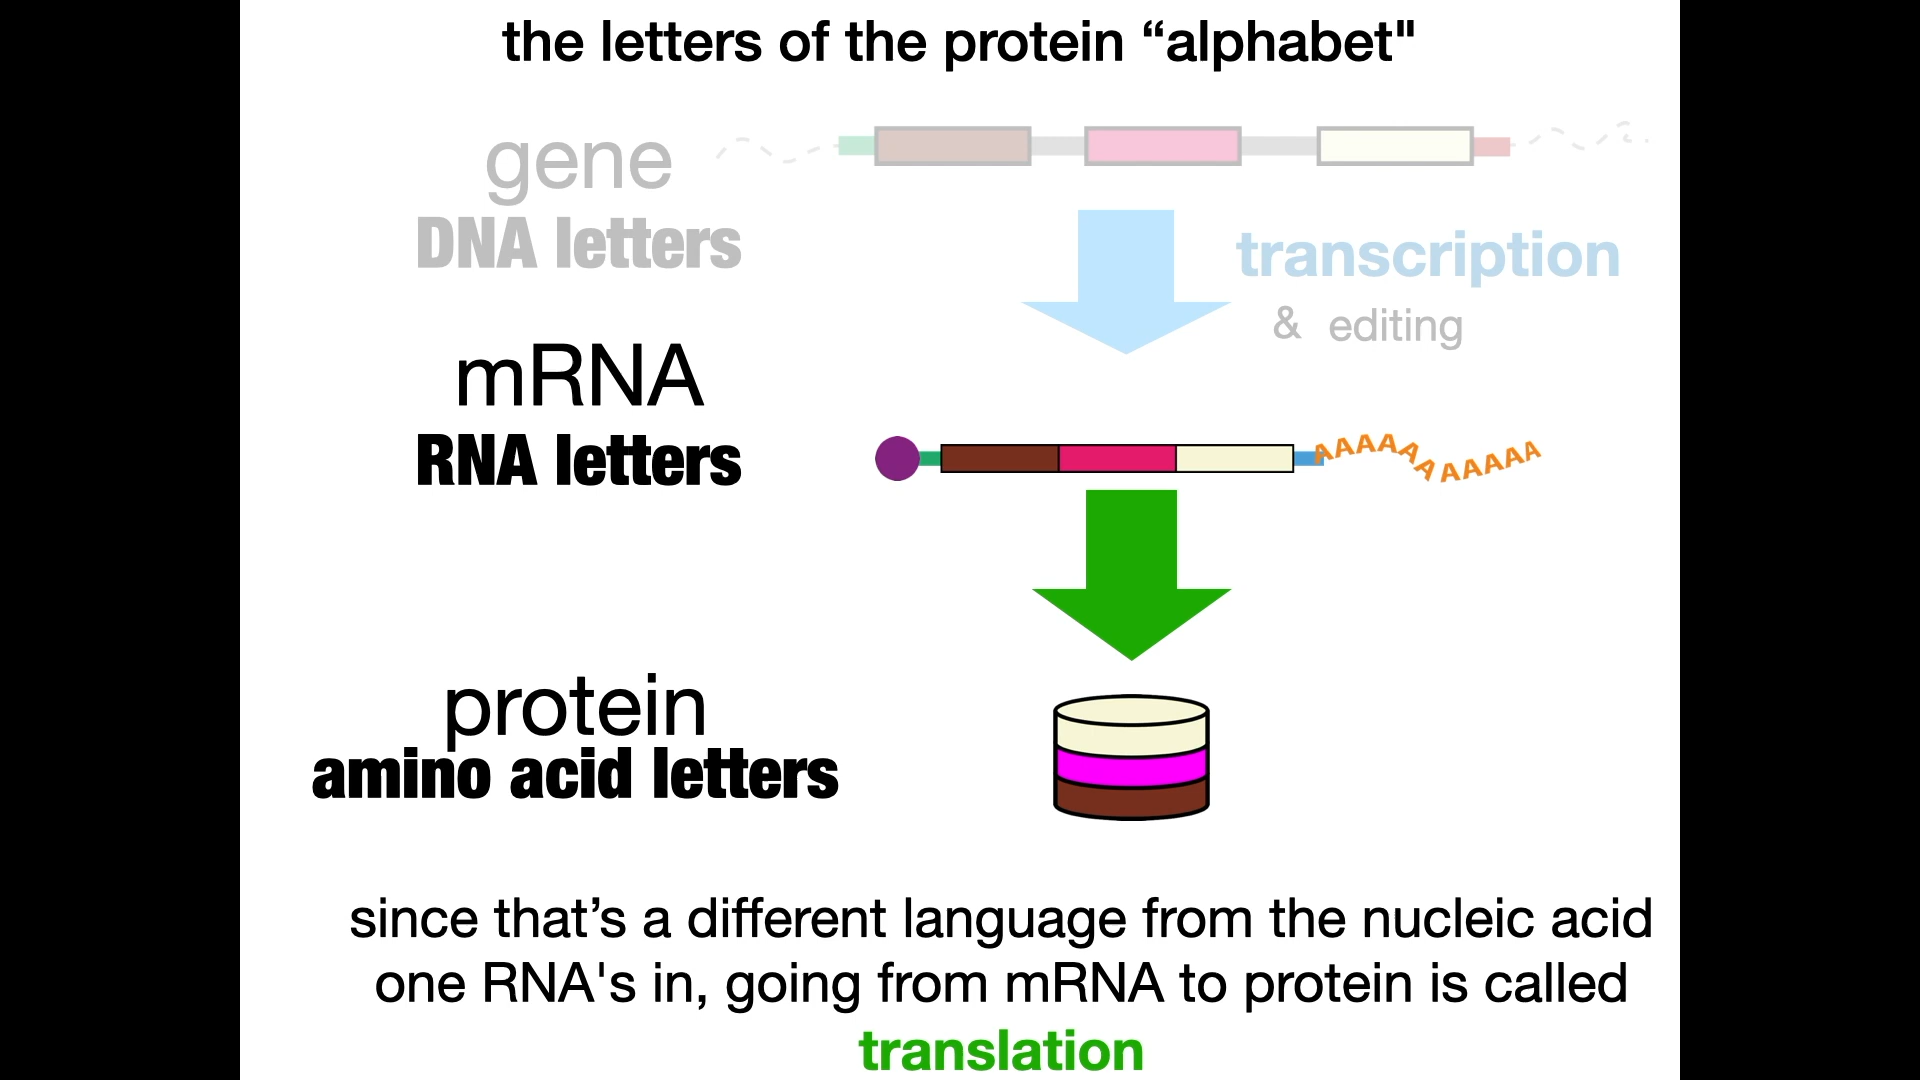 the letters of the protein “alphabet"
gene
DNA letters
transcription
& editing
mRNA
RNA letters
AAAAAAAAAAA
protein
amino acid letters
since that’s a different language from the nucleic acid
one RNA's in, going from mRNA to protein is called
translation